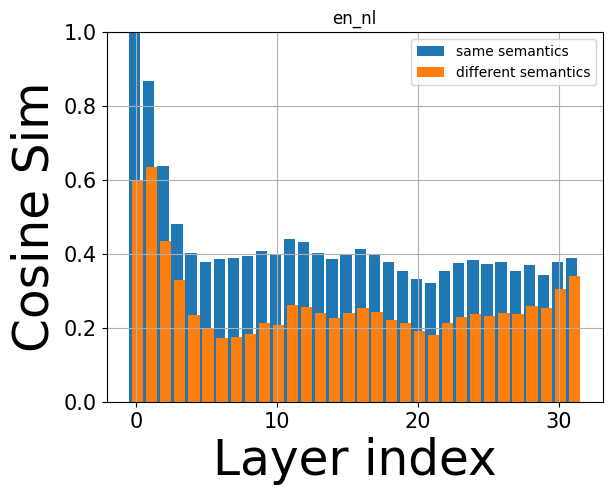 en_nl
same semantics
different semantics
Cosine Sim
1.0
0.8
0.6
0.4
0.2
0.0
0 10 20 30
Layer index